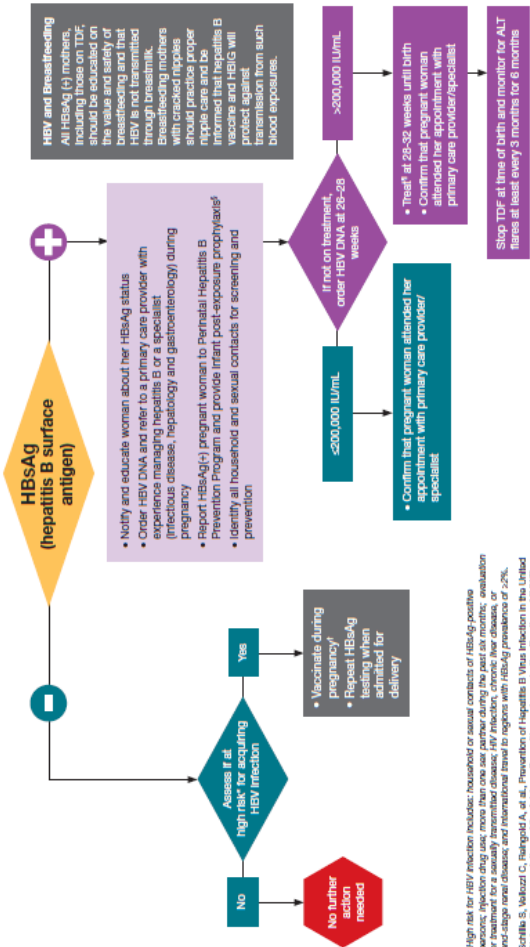 HBsAg
(hepatitis B surface
antigen)
Assess if at
high risk* for acquiring
HBV infection
No
Yes
No further
action
needed
• Vaccinate during
pregnancy†
• Repeat HBsAg
testing when
admitted for
delivery
• Notify and educate woman about her HBsAg status
• Order HBV DNA and refer to a primary care provider with
experience managing hepatitis B or a specialist
(infectious disease, hepatology and gastroenterology) during
pregnancy
• Report HBsAg(+) pregnant woman to Perinatal Hepatitis B
Prevention Program and provide infant post-exposure prophylaxis§
• Identify all household and sexual contacts for screening and
prevention
HBV and Breastfeeding
All HBsAg (+) mothers,
including those on TDF,
should be educated on
the value and safety of
breastfeeding and that
HBV is not transmitted
through breastmilk.
Breastfeeding mothers
with cracked nipples
should practice proper
nipple care and be
informed that hepatitis B
vaccine and HBIG will
protect against
transmission from such
blood exposures.
If not on treatment,
order HBV DNA at 26–28
weeks
≤200,000 IU/mL
>200,000 IU/mL
• Confirm that pregnant woman attended her
appointment with primary care provider/
specialist
• Treat¶ at 28-32 weeks until birth
• Confirm that pregnant woman
attended her appointment with
primary care provider/specialist
Stop TDF at time of birth and monitor for ALT
flares at least every 3 months for 6 months
High risk for HBV infection includes: household or sexual contacts of HBsAg-positive
persons; injection drug use; more than one sex partner during the past six months; evaluation
or treatment for a sexually transmitted disease; HIV infection, chronic liver disease, or
end-stage renal disease; and international travel to regions with HBsAg prevalence of ≥2%.
chillie S, Vellozzi C, Reingold A, et al., Prevention of Hepatitis B Virus Infection in the United